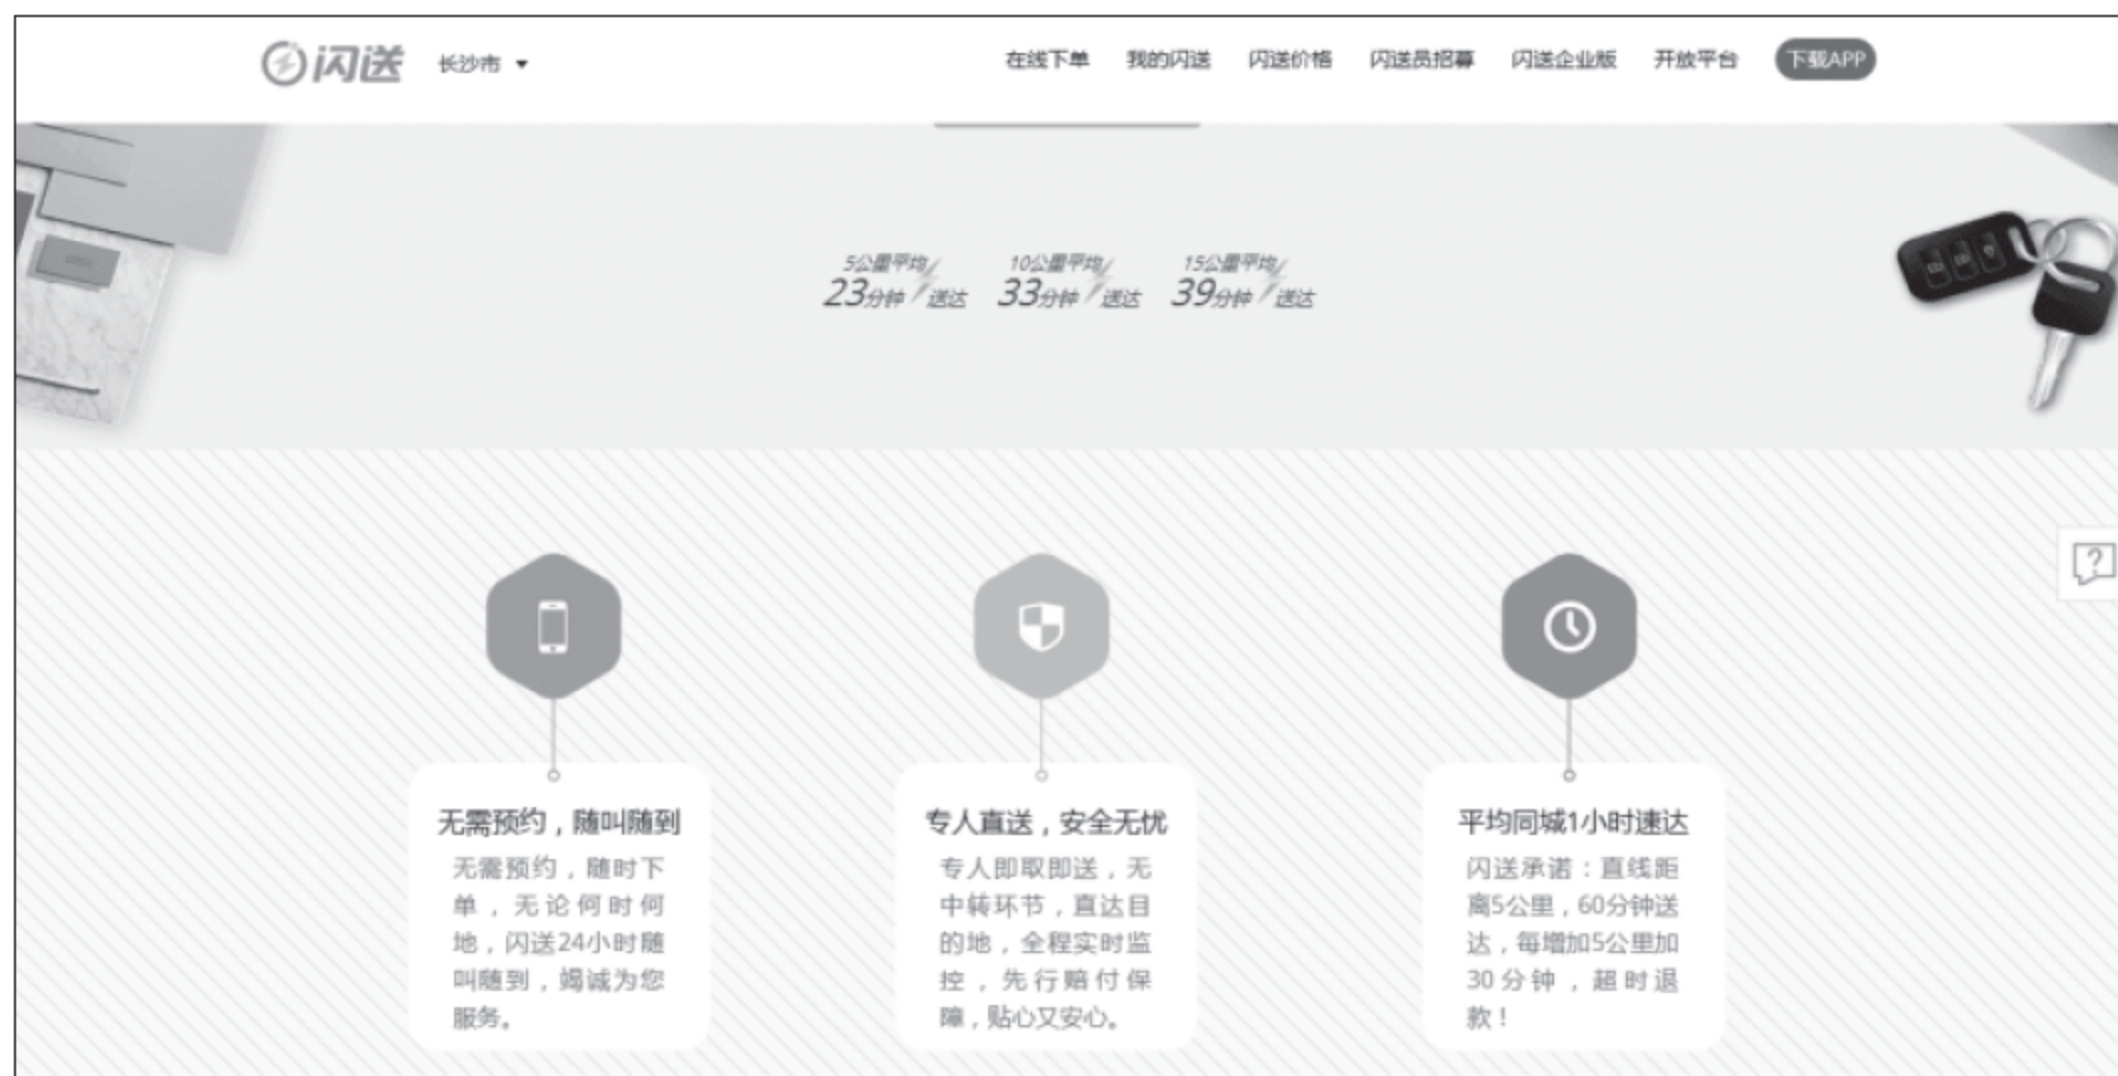 闪送 长沙市
在线下单 我的闪送 闪送价格 闪送员招募 闪送企业版 开放平台 下载APP
5公里平均 10公里平均 15公里平均
23分钟 送达 33分钟 送达 39分钟 送达
无需预约，随叫随到
无需预约，随时下
单，无论何时何
地，闪送24小时随
叫随到，竭诚为您
服务。
专人直送，安全无忧
专人即取即送，无
中转环节，直达目
的地，全程实时监
控，先行赔付保
障，贴心又安心。
平均同城1小时速达
闪送承诺：直线距
离5公里，60分钟送
达，每增加5公里加
30分钟，超时退
款！